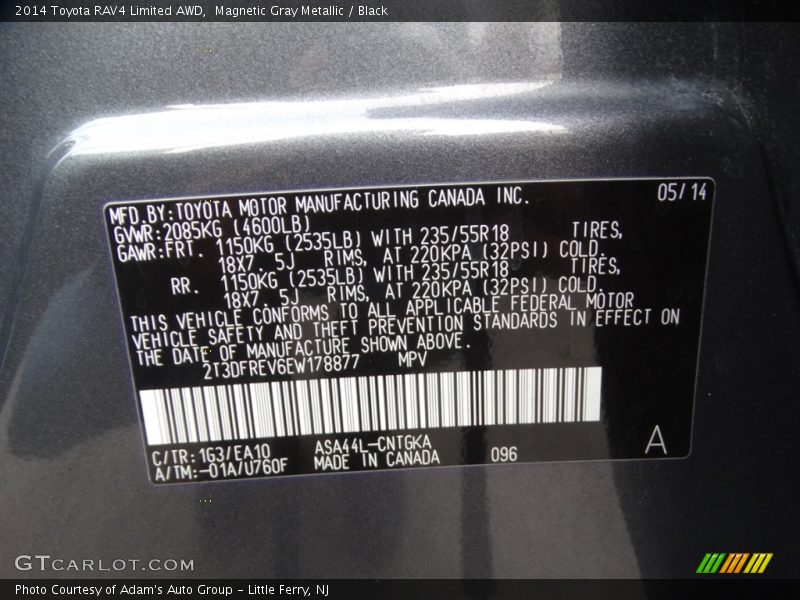 2014 Toyota RAV4 Limited AWD,  Magnetic Gray Metallic / Black
MFD.BY:TOYOTA MOTOR MANUFACTURING CANADA INC. 05/14
GVWR:2085KG (4600LB)
GAWR:FRT. 1150KG (2535LB) WITH 235/55R18 TIRES,
18X7. 5J RIMS, AT 220KPA (32PSI) COLD.
RR. 1150KG (2535LB) WITH 235/55R18 TIRES,
18X7. 5J RIMS, AT 220KPA (32PSI) COLD.
THIS VEHICLE CONFORMS TO ALL APPLICABLE FEDERAL MOTOR
VEHICLE SAFETY AND THEFT PREVENTION STANDARDS IN EFFECT ON
THE DATE OF MANUFACTURE SHOWN ABOVE.
2T3DFREV6EW178877 MPV
C/TR:1G3/EA10 ASA44L-CNTGKA
A/TM:-01A/U760F MADE IN CANADA 096 A
GTCARLOT.COM
Photo Courtesy of Adam's Auto Group - Little Ferry, NJ